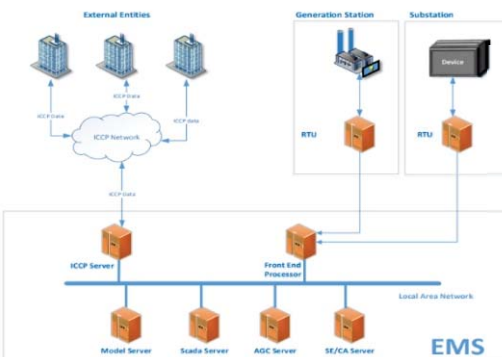 External Entities
Generation Station
Substation
Device
ICCP Data
ICCP Data
ICCP data
ICCP Network
RTU
RTU
ICCP Data
ICCP Server
Front End
Processor
Local Area Network
Model Server
Scada Server
AGC Server
SE/CA Server
EMS